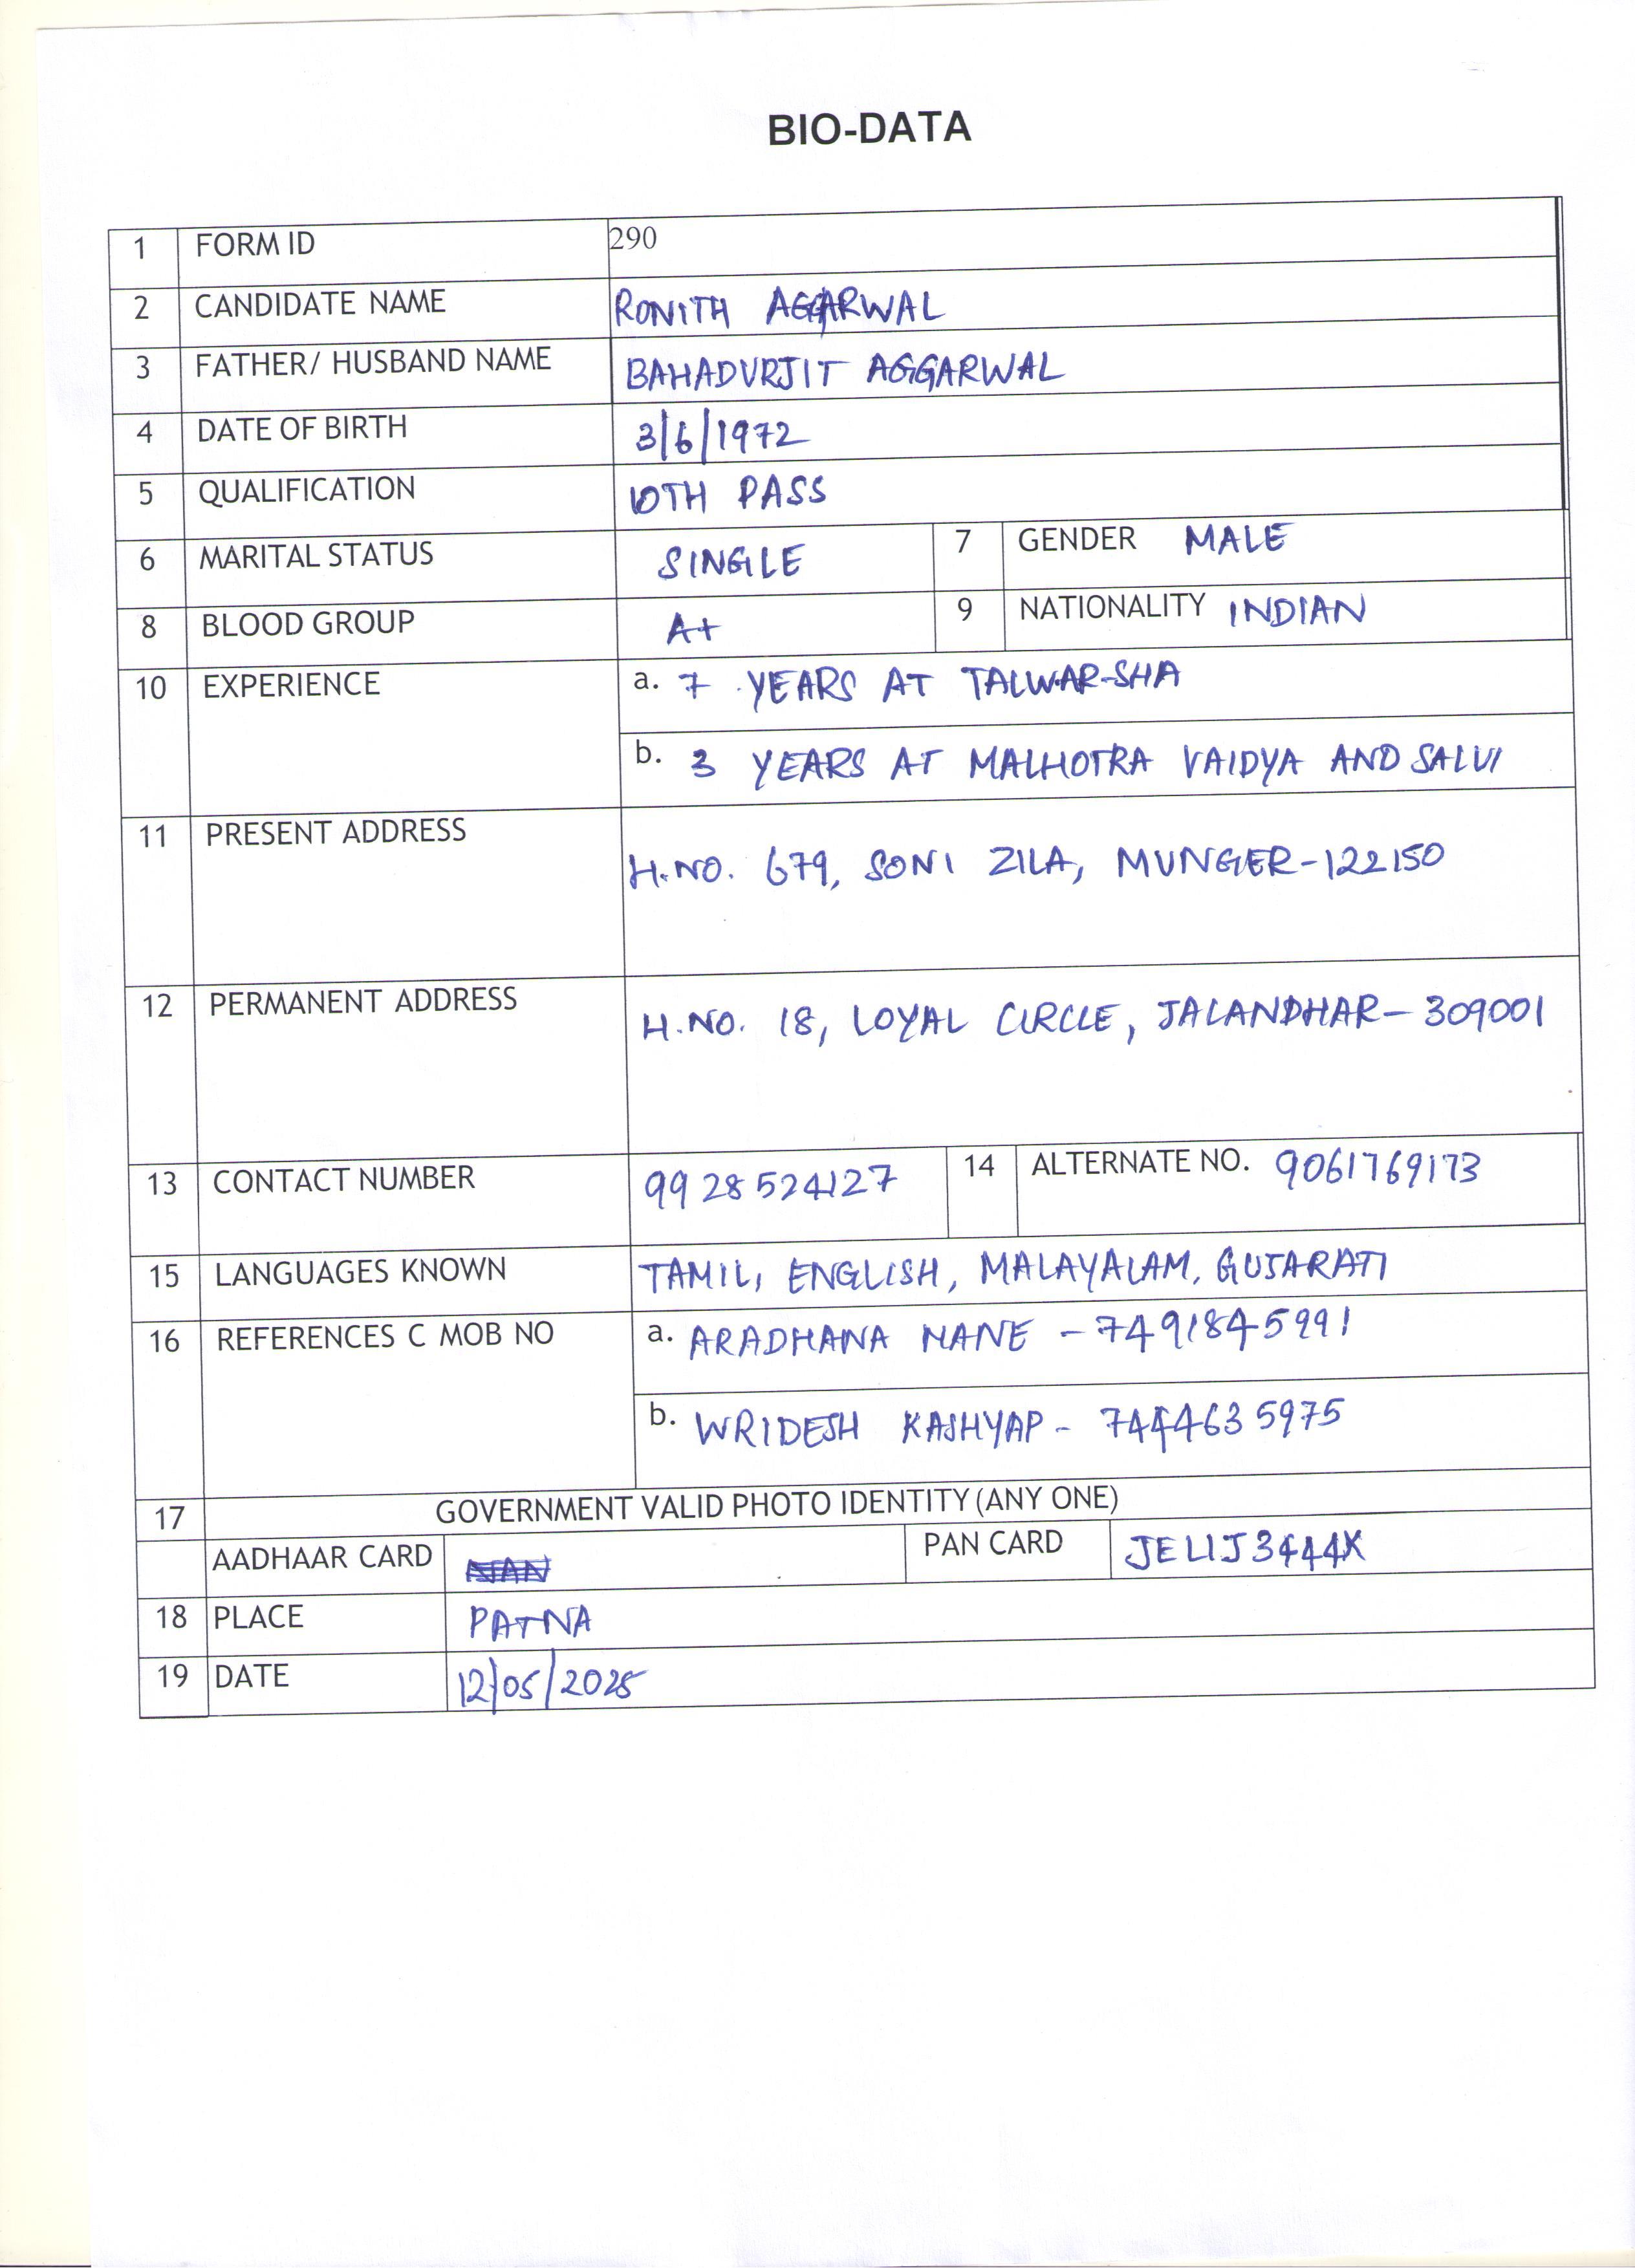 BIO-DATA
1 FORM ID 290
2 CANDIDATE NAME RONITH AGGARWAL
3 FATHER/ HUSBAND NAME BAHADURJIT AGGARWAL
4 DATE OF BIRTH 3/6/1972
5 QUALIFICATION 10TH PASS
6 MARITAL STATUS SINGLE 7 GENDER MALE
8 BLOOD GROUP A+ 9 NATIONALITY INDIAN
10 EXPERIENCE a. 7 YEARS AT TALWAR-SHA
b. 3 YEARS AT MALHOTRA VAIDYA AND SALVI
11 PRESENT ADDRESS H.NO. 679, SONI ZILA, MUNGER-122150
12 PERMANENT ADDRESS H.NO. 18, LOYAL CIRCLE, JALANDHAR-309001
13 CONTACT NUMBER 9928524127 14 ALTERNATE NO. 9061769173
15 LANGUAGES KNOWN TAMIL, ENGLISH, MALAYALAM, GUJARATI
16 REFERENCES C MOB NO a. ARADHANA MANE - 7491845991
b. WRIDESH KASHYAP - 7444635975
17 GOVERNMENT VALID PHOTO IDENTITY (ANY ONE)
AADHAAR CARD NAN PAN CARD JELIJ3444K
18 PLACE PATNA
19 DATE 12/05/2025